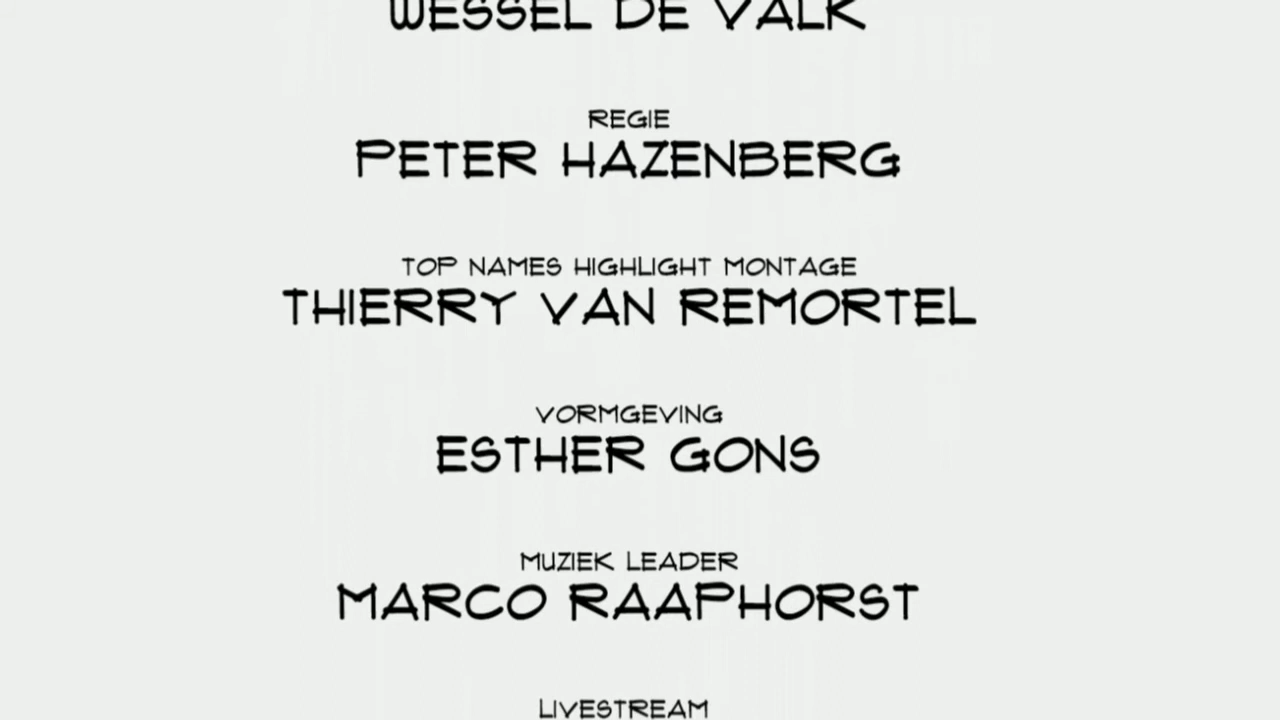 WESSEL DE VALK
REGIE
PETER HAZENBERG
TOP NAMES HIGHLIGHT MONTAGE
THIERRY VAN REMORTEL
VORMGEVING
ESTHER GONS
MUZIEK LEADER
MARCO RAAPHORST
LIVESTREAM